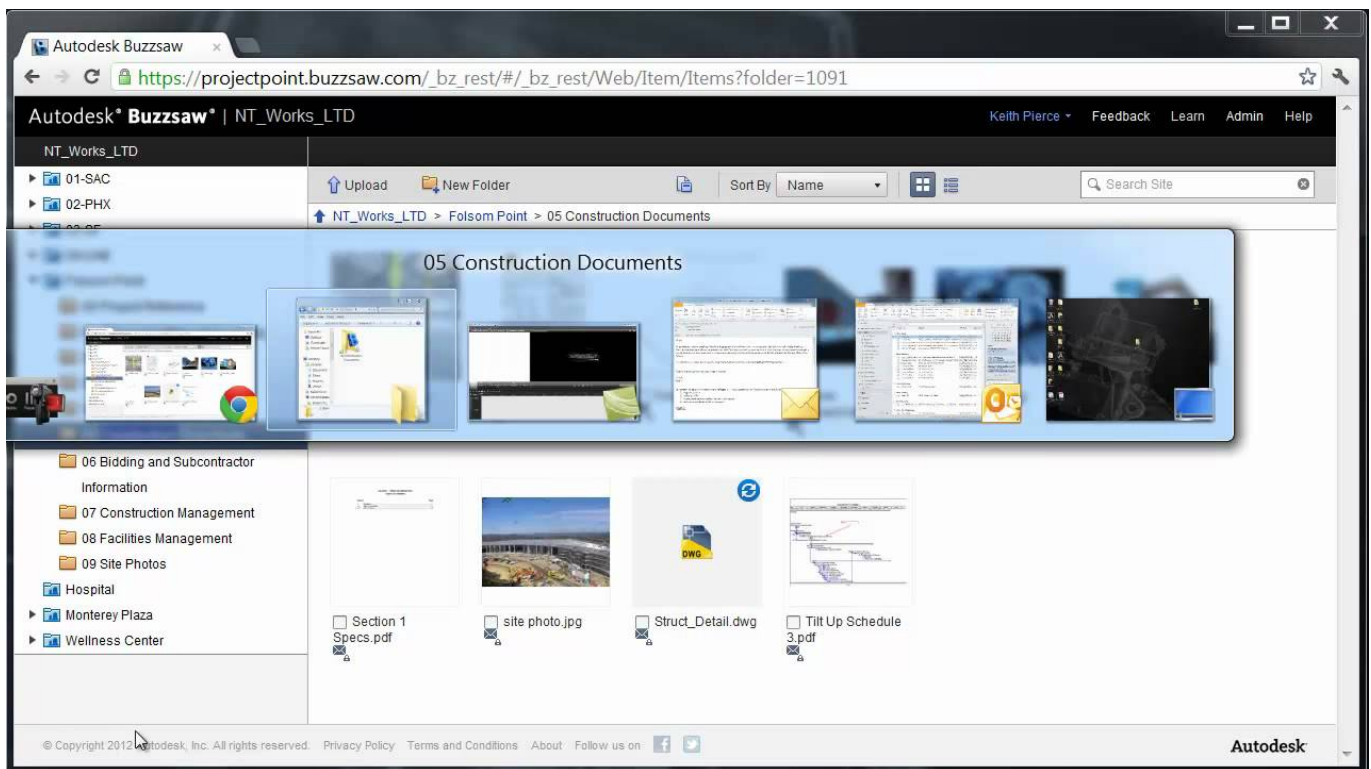 Autodesk Buzzsaw
https://projectpoint.buzzsaw.com/_bz_rest/#/_bz_rest/Web/Item/Items?folder=1091
Autodesk® Buzzsaw® | NT_Works_LTD
Keith Pierce Feedback Learn Admin Help
NT_Works_LTD
01-SAC
Upload New Folder Sort By Name Search Site
02-PHX
NT_Works_LTD > Folsom Point > 05 Construction Documents
05 Construction Documents
06 Bidding and Subcontractor
Information
07 Construction Management
08 Facilities Management
09 Site Photos
Hospital
Monterey Plaza
Wellness Center
DWG
Section 1
Specs.pdf
site photo.jpg
Struct_Detail.dwg
Tilt Up Schedule
3.pdf
© Copyright 2012 Autodesk, Inc. All rights reserved. Privacy Policy Terms and Conditions About Follow us on
Autodesk